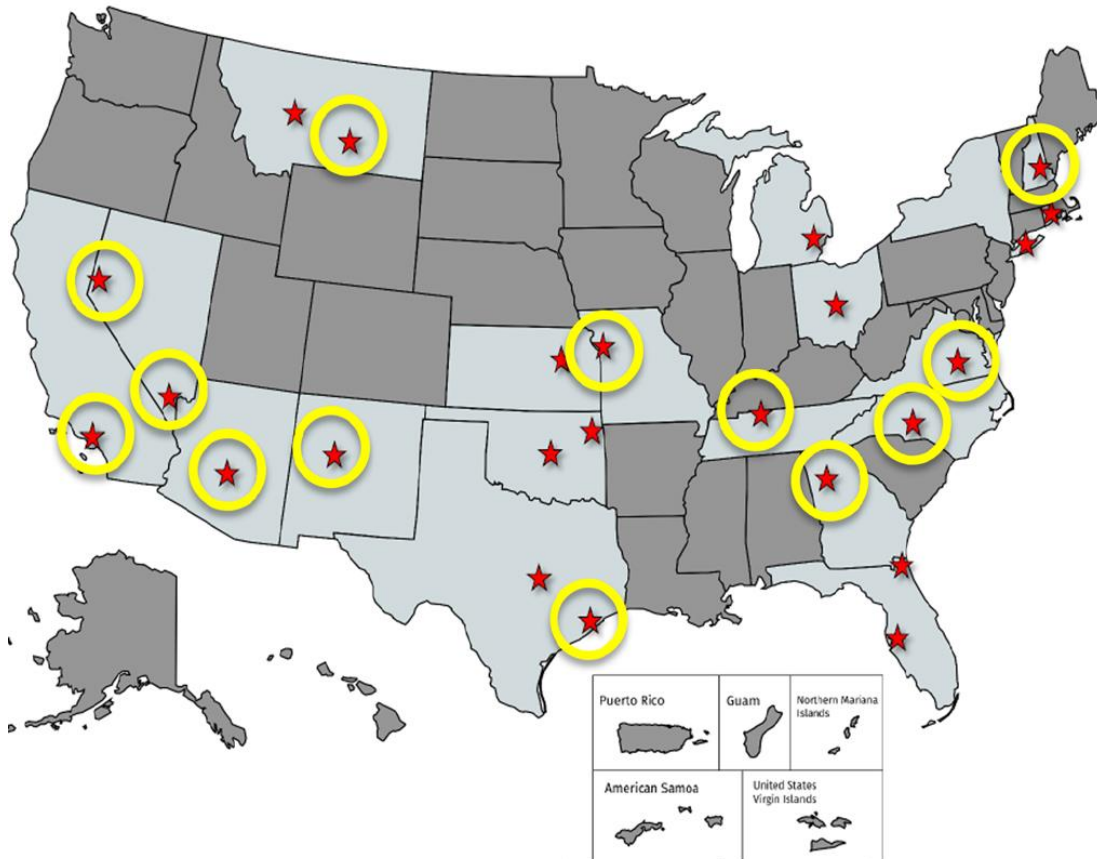 Puerto Rico
Guam
Northern Mariana
Islands
American Samoa
United States
Virgin Islands